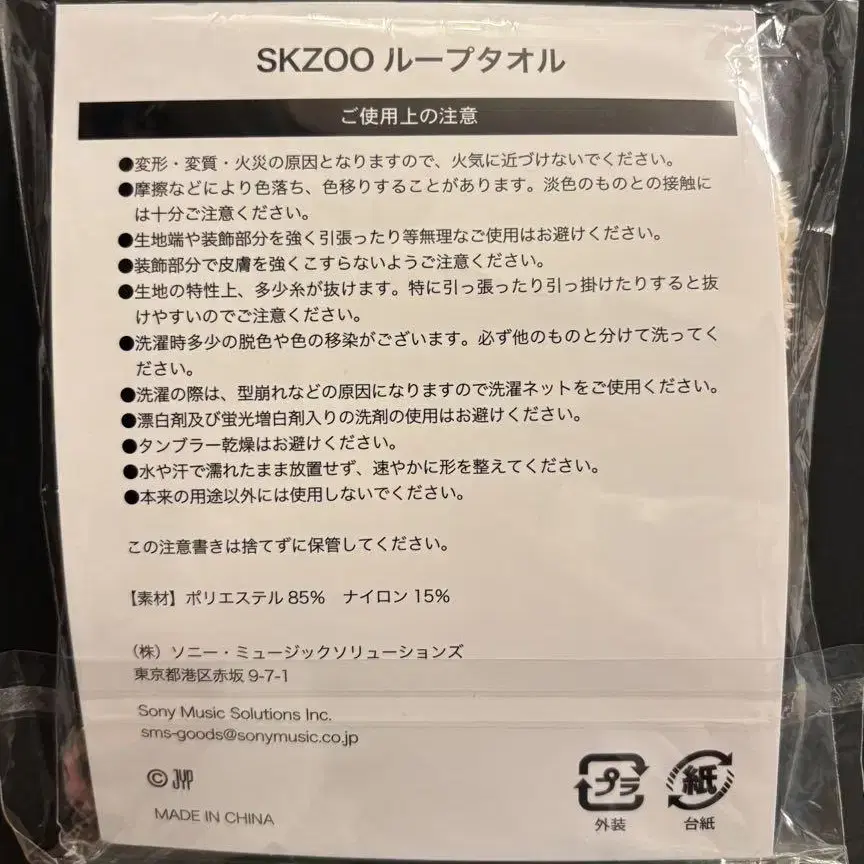 SKZOO ループタオル
ご使用上の注意
●変形・変質・火災の原因となりますので、火気に近づけないでください。
●摩擦などにより色落ち、色移りすることがあります。淡色のものとの接触に
は十分ご注意ください。
●生地端や装飾部分を強く引張ったり等無理なご使用はお避けください。
●装飾部分で皮膚を強くこすらないようご注意ください。
●生地の特性上、多少糸が抜けます。特に引っ張ったり引っ掛けたりすると抜
けやすいのでご注意ください。
●洗濯時多少の脱色や色の移染がございます。必ず他のものと分けて洗ってく
ださい。
●洗濯の際は、型崩れなどの原因になりますので洗濯ネットをご使用ください。
●漂白剤及び蛍光増白剤入りの洗剤の使用はお避けください。
●タンブラー乾燥はお避けください。
●水や汗で濡れたまま放置せず、速やかに形を整えてください。
●本来の用途以外には使用しないでください。
この注意書きは捨てずに保管してください。
【素材】ポリエステル 85%　ナイロン 15%
（株）ソニー・ミュージックソリューションズ
東京都港区赤坂 9-7-1
Sony Music Solutions Inc.
sms-goods@sonymusic.co.jp
© JYP
MADE IN CHINA
プラ
外装
紙
台紙